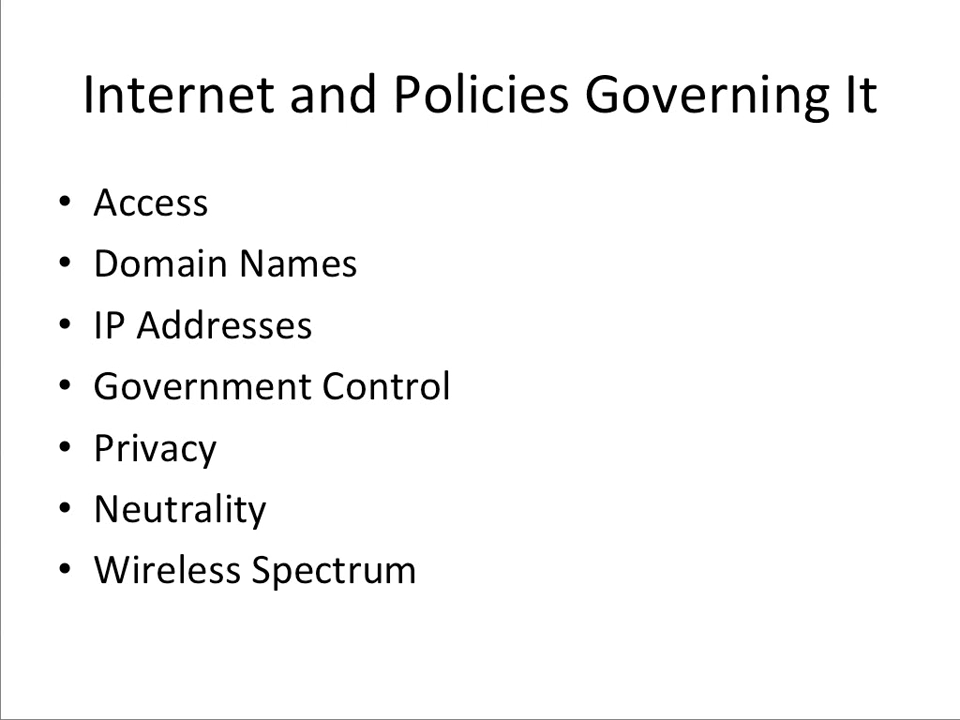 Internet and Policies Governing It
• Access
• Domain Names
• IP Addresses
• Government Control
• Privacy
• Neutrality
• Wireless Spectrum